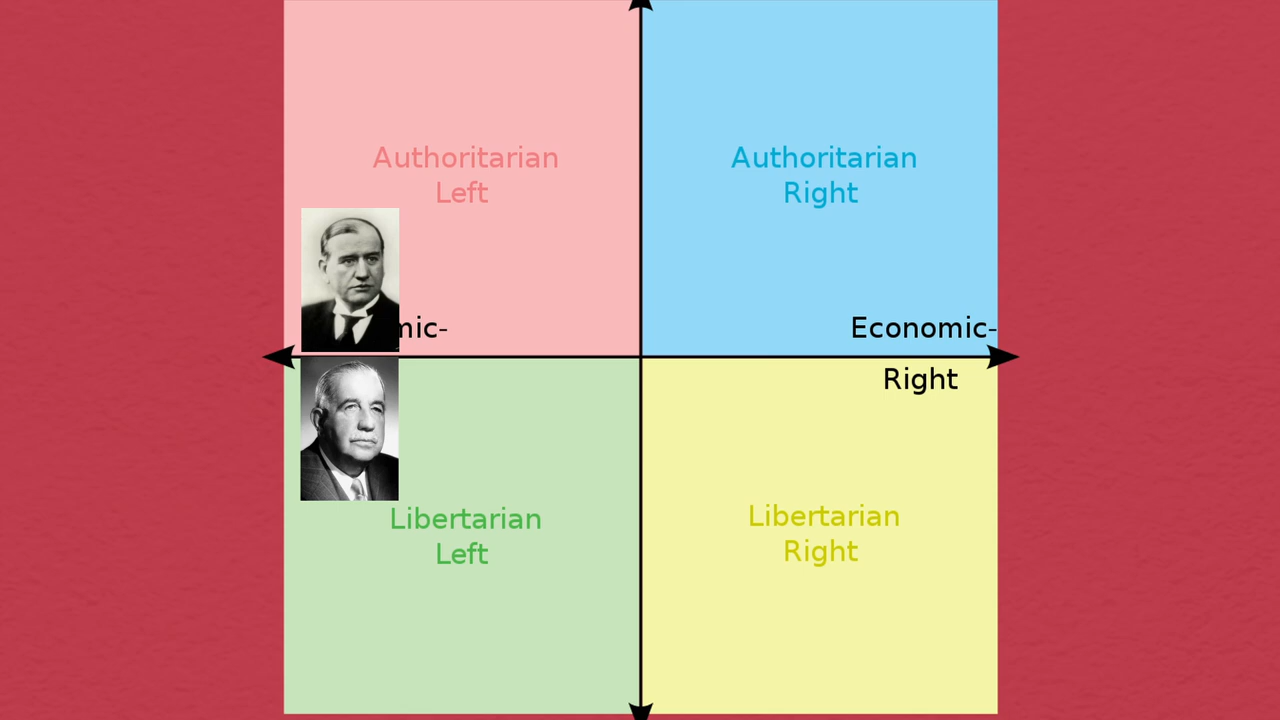 Authoritarian
Left
Authoritarian
Right
mic-
Economic-
Right
Libertarian
Left
Libertarian
Right